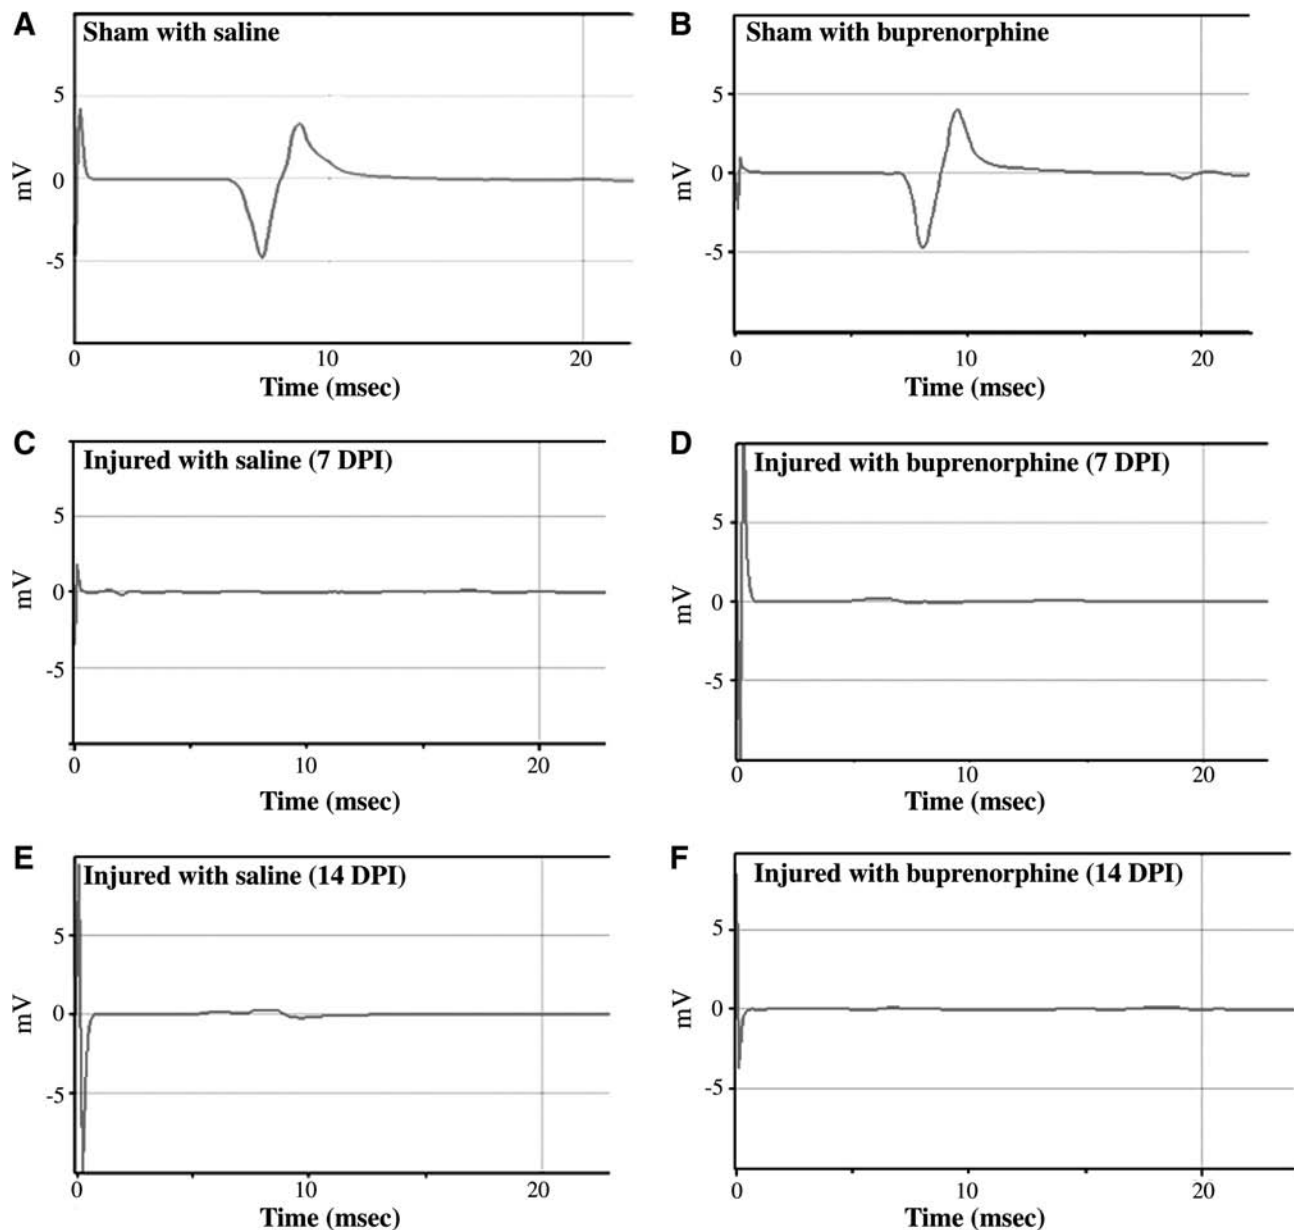 A
Sham with saline
5
0
-5
mV
0
10
20
Time (msec)
B
Sham with buprenorphine
5
0
-5
mV
0
10
20
Time (msec)
C
Injured with saline (7 DPI)
5
0
-5
mV
0
10
20
Time (msec)
D
Injured with buprenorphine (7 DPI)
5
0
-5
mV
0
10
20
Time (msec)
E
Injured with saline (14 DPI)
5
0
-5
mV
0
10
20
Time (msec)
F
Injured with buprenorphine (14 DPI)
5
0
-5
mV
0
10
20
Time (msec)